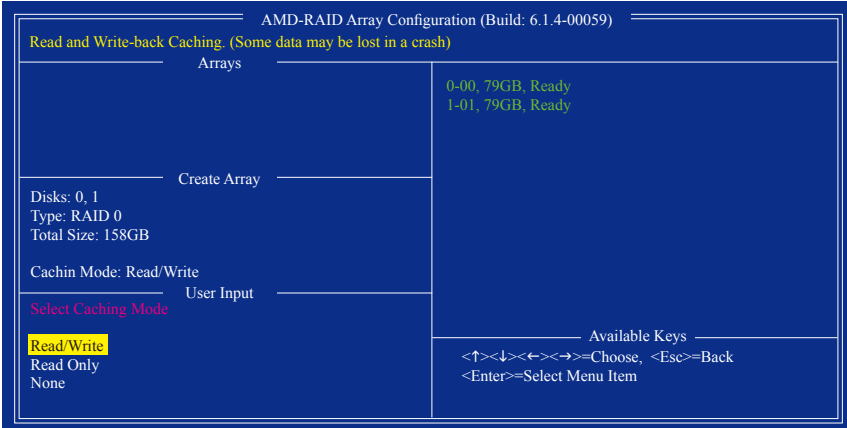 AMD-RAID Array Configuration (Build: 6.1.4-00059)
Read and Write-back Caching. (Some data may be lost in a crash)
Arrays
0-00, 79GB, Ready
1-01, 79GB, Ready
Create Array
Disks: 0, 1
Type: RAID 0
Total Size: 158GB
Cachin Mode: Read/Write
User Input
Select Caching Mode
Read/Write
Read Only
None
Available Keys
<↑><↓><←><→>=Choose, <Esc>=Back
<Enter>=Select Menu Item